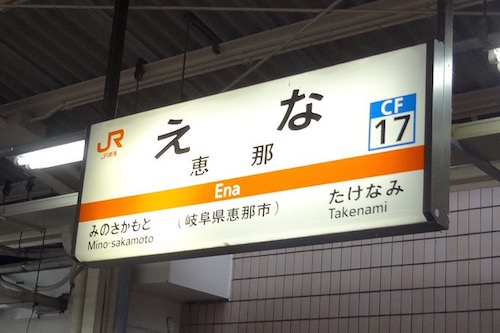 JR
JR東海
えな
CF
17
恵那
Ena
みのさかもと
Mino-sakamoto
(岐阜県恵那市)
たけなみ
Takenami